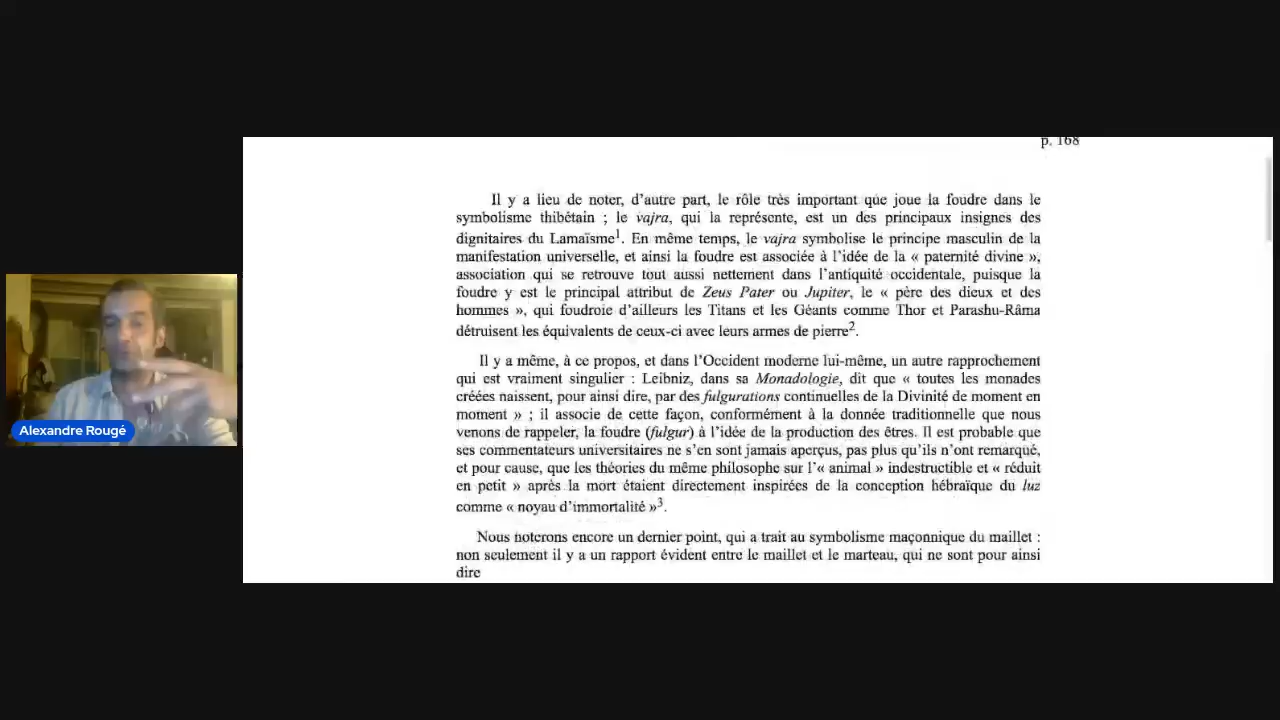 p. 168
Il y a lieu de noter, d'autre part, le rôle très important que joue la foudre dans le
symbolisme thibétain ; le vajra, qui la représente, est un des principaux insignes des
dignitaires du Lamaïsme1. En même temps, le vajra symbolise le principe masculin de la
manifestation universelle, et ainsi la foudre est associée à l'idée de la « paternité divine »,
association qui se retrouve tout aussi nettement dans l'antiquité occidentale, puisque la
foudre y est le principal attribut de Zeus Pater ou Jupiter, le « père des dieux et des
hommes », qui foudroie d'ailleurs les Titans et les Géants comme Thor et Parashu-Râma
détruisent les équivalents de ceux-ci avec leurs armes de pierre2.
Il y a même, à ce propos, et dans l'Occident moderne lui-même, un autre rapprochement
qui est vraiment singulier : Leibniz, dans sa Monadologie, dit que « toutes les monades
créées naissent, pour ainsi dire, par des fulgurations continuelles de la Divinité de moment en
moment » ; il associe de cette façon, conformément à la donnée traditionnelle que nous
venons de rappeler, la foudre (fulgur) à l'idée de la production des êtres. Il est probable que
ses commentateurs universitaires ne s'en sont jamais aperçus, pas plus qu'ils n'ont remarqué,
et pour cause, que les théories du même philosophe sur l'« animal » indestructible et « réduit
en petit » après la mort étaient directement inspirées de la conception hébraïque du luz
comme « noyau d'immortalité »3.
Nous noterons encore un dernier point, qui a trait au symbolisme maçonnique du maillet :
non seulement il y a un rapport évident entre le maillet et le marteau, qui ne sont pour ainsi
dire
Alexandre Rougé